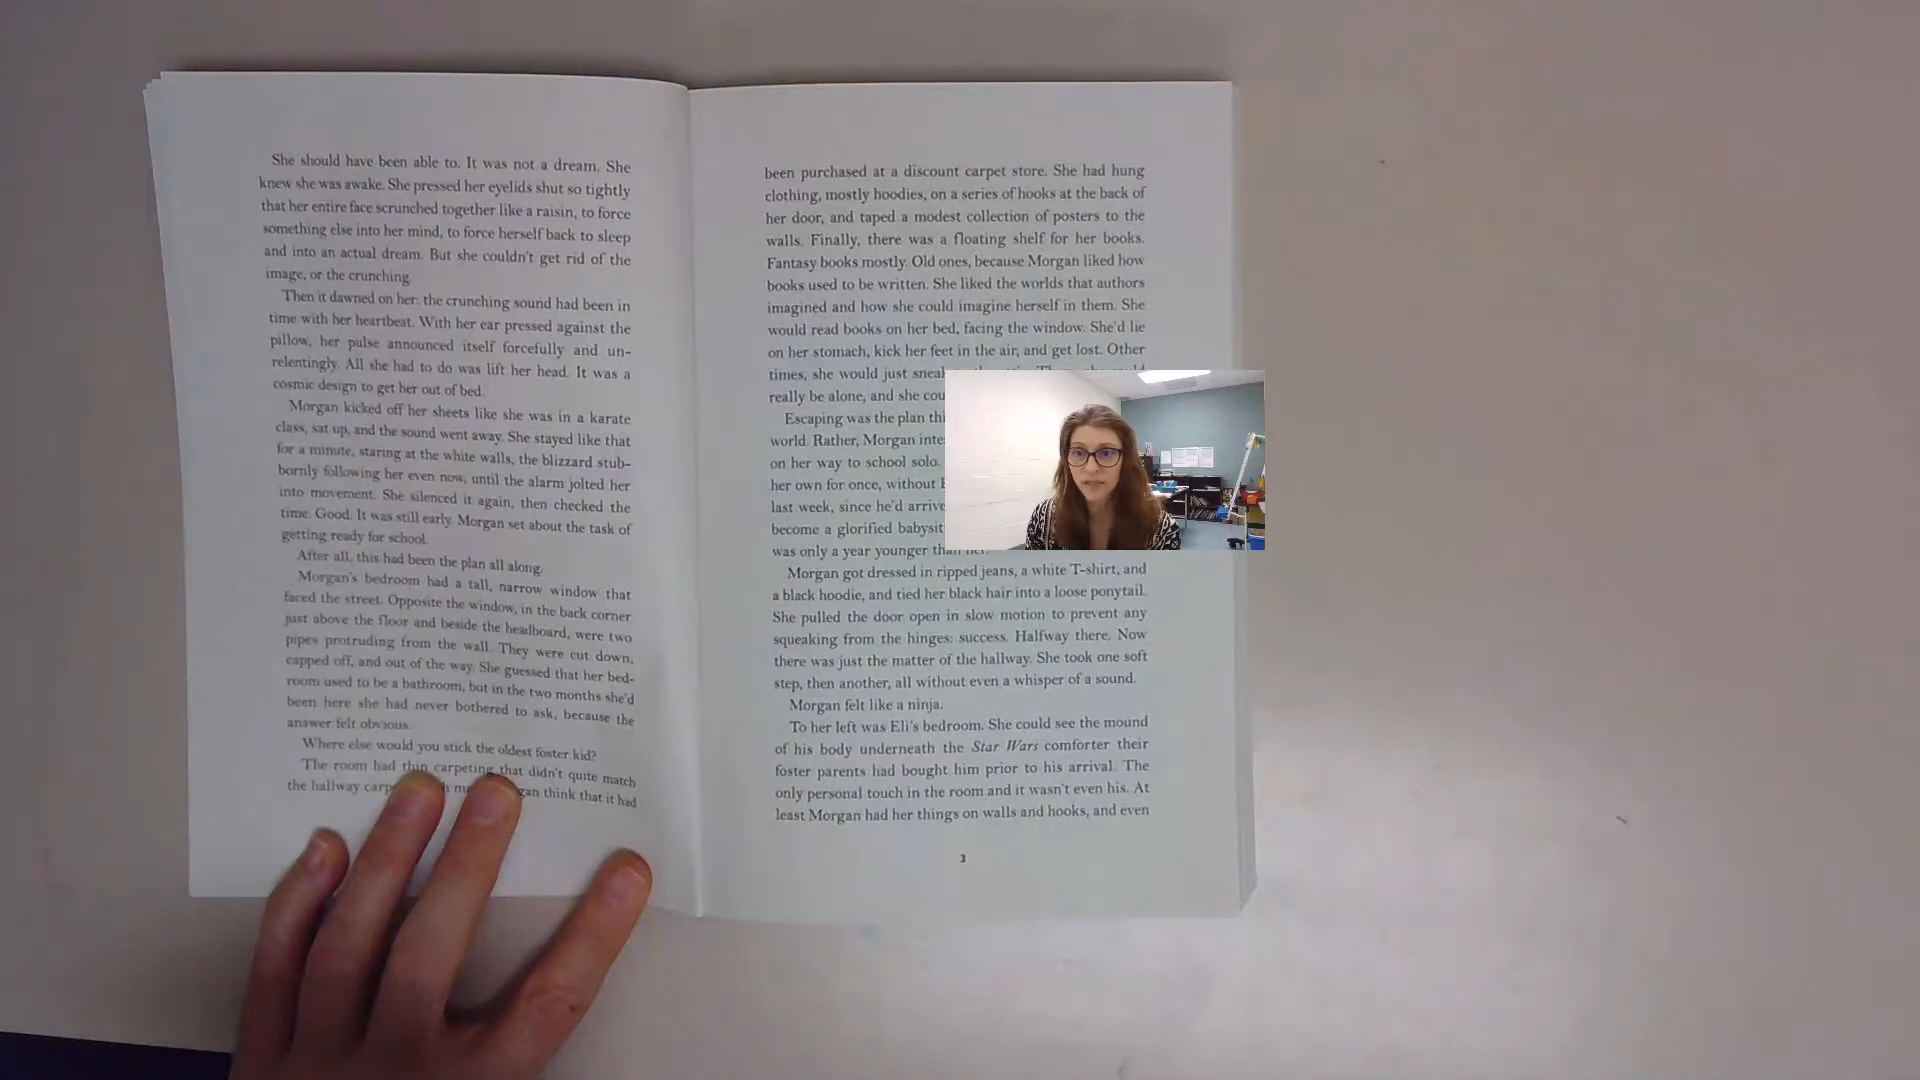 She should have been able to. It was not a dream. She
knew she was awake. She pressed her eyelids shut so tightly
that her entire face scrunched together like a raisin, to force
something else into her mind, to force herself back to sleep
and into an actual dream. But she couldn't get rid of the
image, or the crunching.
Then it dawned on her: the crunching sound had been in
time with her heartbeat. With her ear pressed against the
pillow, her pulse announced itself forcefully and un-
relentingly. All she had to do was lift her head. It was a
cosmic design to get her out of bed.
Morgan kicked off her sheets like she was in a karate
class, sat up, and the sound went away. She stayed like that
for a minute, staring at the white walls, the blizzard stub-
bornly following her even now, until the alarm jolted her
into movement. She silenced it again, then checked the
time. Good. It was still early. Morgan set about the task of
getting ready for school.
After all, this had been the plan all along.
Morgan's bedroom had a tall, narrow window that
faced the street. Opposite the window, in the back corner
just above the floor and beside the headboard, were two
pipes protruding from the wall. They were cut down,
capped off, and out of the way. She guessed that her bed-
room used to be a bathroom, but in the two months she'd
been here she had never bothered to ask, because the
answer felt obvious.
Where else would you stick the oldest foster kid?
The room had thin carpeting that didn't quite match
the hallway think that it had
been purchased at a discount carpet store. She had hung
clothing, mostly hoodies, on a series of hooks at the back of
her door, and taped a modest collection of posters to the
walls. Finally, there was a floating shelf for her books.
Fantasy books mostly. Old ones, because Morgan liked how
books used to be written. She liked the worlds that authors
imagined and how she could imagine herself in them. She
would read books on her bed, facing the window. She'd lie
on her stomach, kick her feet in the air, and get lost. Other
times, she would just
really be alone, and she
Escaping was the plan
world. Rather, Morgan
on her way to school solo.
her own for once, without
last week, since he'd
become a glorified
was only a year younger
Morgan got dressed in ripped jeans, a white T-shirt, and
a black hoodie, and tied her black hair into a loose ponytail.
She pulled the door open in slow motion to prevent any
squeaking from the hinges: success. Halfway there. Now
there was just the matter of the hallway. She took one soft
step, then another, all without even a whisper of a sound.
Morgan felt like a ninja.
To her left was Eli's bedroom. She could see the mound
of his body underneath the Star Wars comforter their
foster parents had bought him prior to his arrival. The
only personal touch in the room and it wasn't even his. At
least Morgan had her things on walls and hooks, and even
3